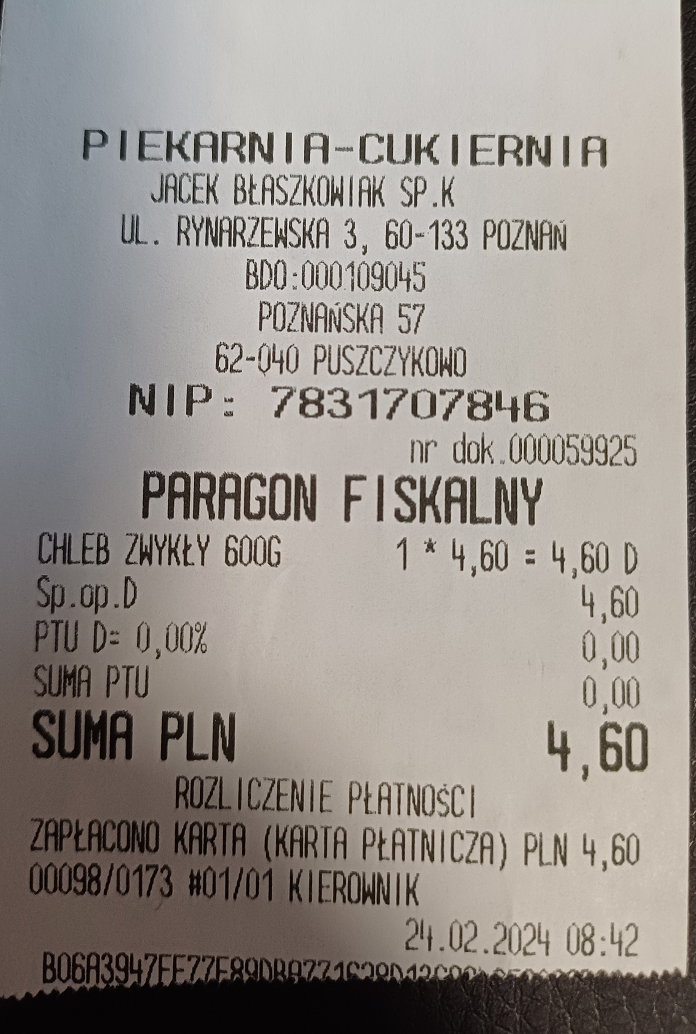 PIEKARNIA-CUKIERNIA
JACEK BŁASZKOWIAK SP.K
UL. RYNARZEWSKA 3, 60-133 POZNAŃ
BDO:000109045
POZNAŃSKA 57
62-040 PUSZCZYKOWO
NIP: 7831707846
nr dok.000059925
PARAGON FISKALNY
CHLEB ZWYKŁY 600G 1 * 4,60 = 4,60 D
Sp.op.D 4,60
PTU D= 0,00% 0,00
SUMA PTU 0,00
SUMA PLN 4,60
ROZLICZENIE PŁATNOŚCI
ZAPŁACONO KARTA (KARTA PŁATNICZA) PLN 4,60
00098/0173 #01/01 KIEROWNIK
24.02.2024 08:42